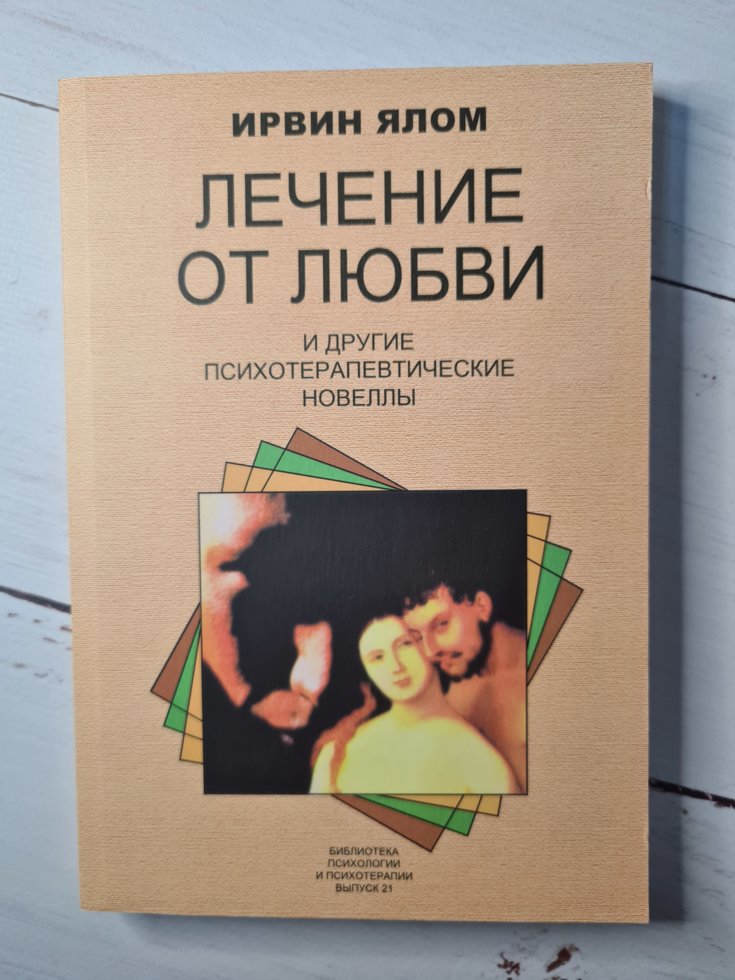 ИРВИН ЯЛОМ
ЛЕЧЕНИЕ
ОТ ЛЮБВИ
И ДРУГИЕ
ПСИХОТЕРАПЕВТИЧЕСКИЕ
НОВЕЛЛЫ
БИБЛИОТЕКА
ПСИХОЛОГИИ
И ПСИХОТЕРАПИИ
ВЫПУСК 21